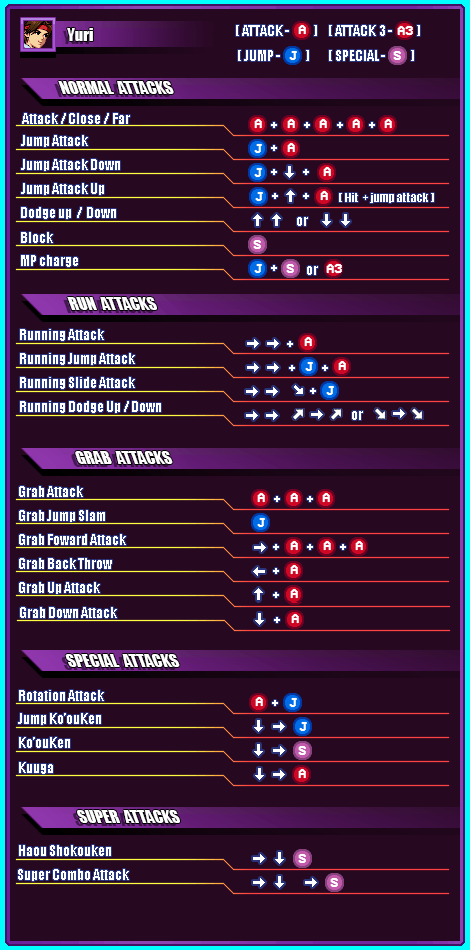 Yuri
[ ATTACK - A ] [ ATTACK 3 - A3 ]
[ JUMP - J ] [ SPECIAL - S ]
NORMAL ATTACKS
Attack / Close / Far A + A + A + A + A
Jump Attack J + A
Jump Attack Down J + ↓ + A
Jump Attack Up J + ↑ + A [ Hit + jump attack ]
Dodge up / Down ↑ ↑ or ↓ ↓
Block S
MP charge J + S or A3
RUN ATTACKS
Running Attack → → + A
Running Jump Attack → → + J + A
Running Slide Attack → → ↘ + J
Running Dodge Up / Down → → ↗ → ↗ or ↘ → ↘
GRAB ATTACKS
Grab Attack A + A + A
Grab Jump Slam J
Grab Foward Attack → + A + A + A
Grab Back Throw ← + A
Grab Up Attack ↑ + A
Grab Down Attack ↓ + A
SPECIAL ATTACKS
Rotation Attack A + J
Jump Ko'ouKen ↓ → J
Ko'ouKen ↓ → S
Kuuga ↓ → A
SUPER ATTACKS
Haou Shokouken → ↓ S
Super Combo Attack → ↓ → S